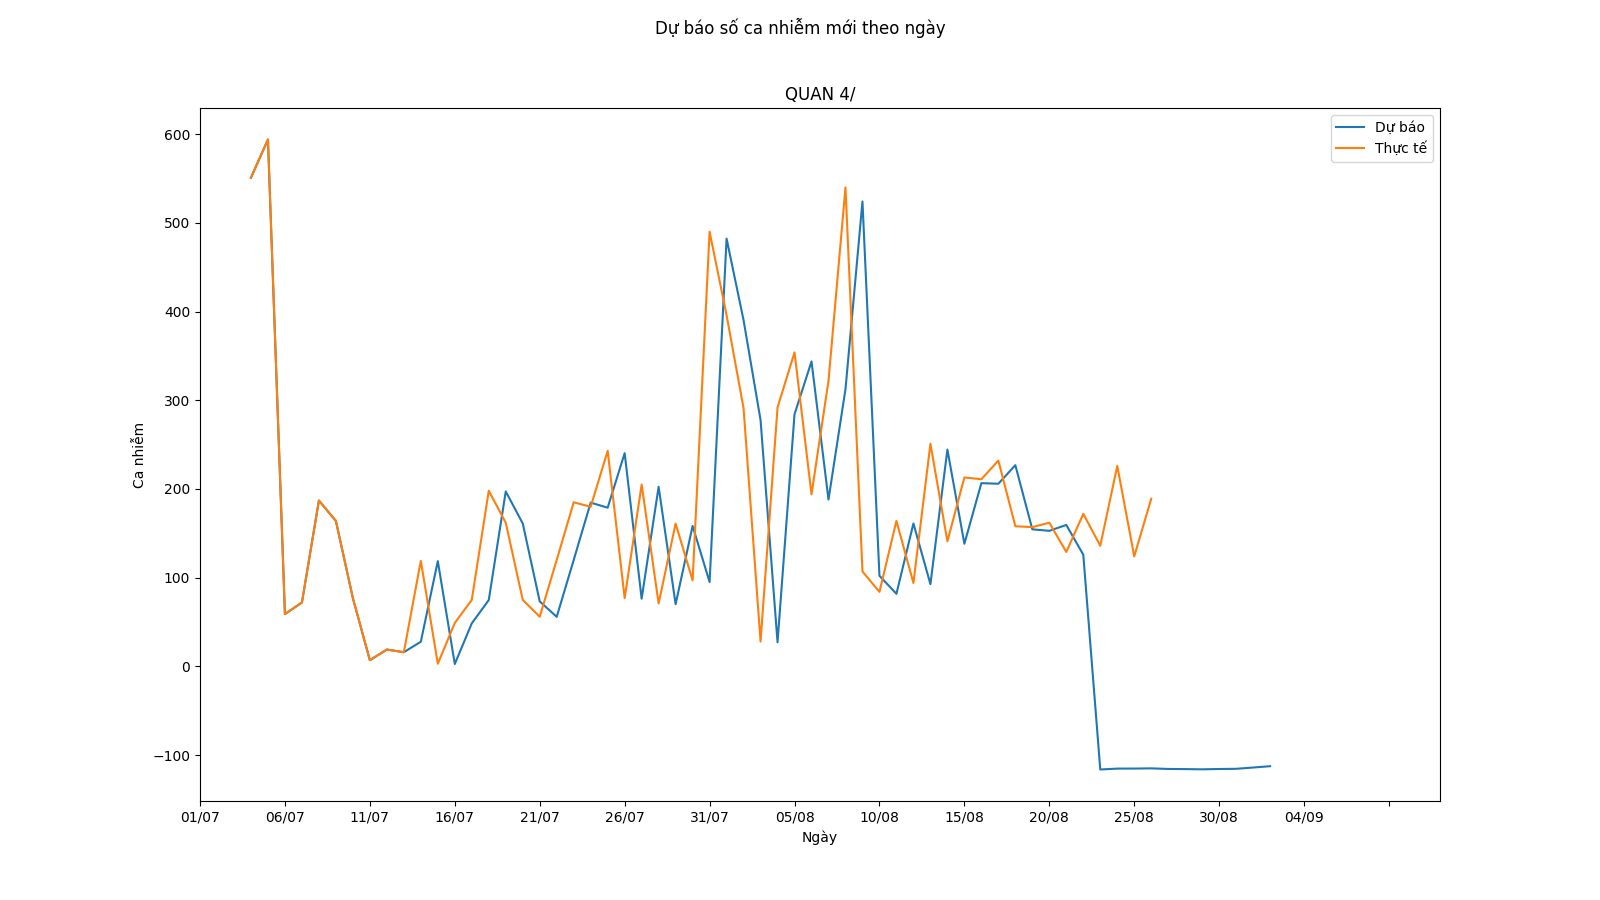 Dự báo số ca nhiễm mới theo ngày
QUAN 4/
Dự báo
Thực tế
600
500
400
300
200
100
0
−100
Ca nhiễm
01/07 06/07 11/07 16/07 21/07 26/07 31/07 05/08 10/08 15/08 20/08 25/08 30/08 04/09
Ngày